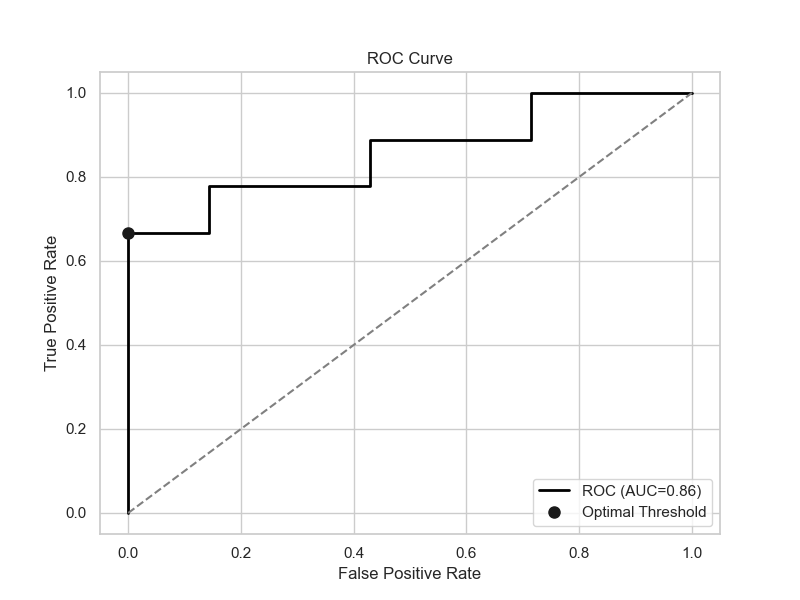 ROC Curve
1.0
0.8
0.6
0.4
0.2
0.0
True Positive Rate
0.0 0.2 0.4 0.6 0.8 1.0
False Positive Rate
ROC (AUC=0.86)
Optimal Threshold